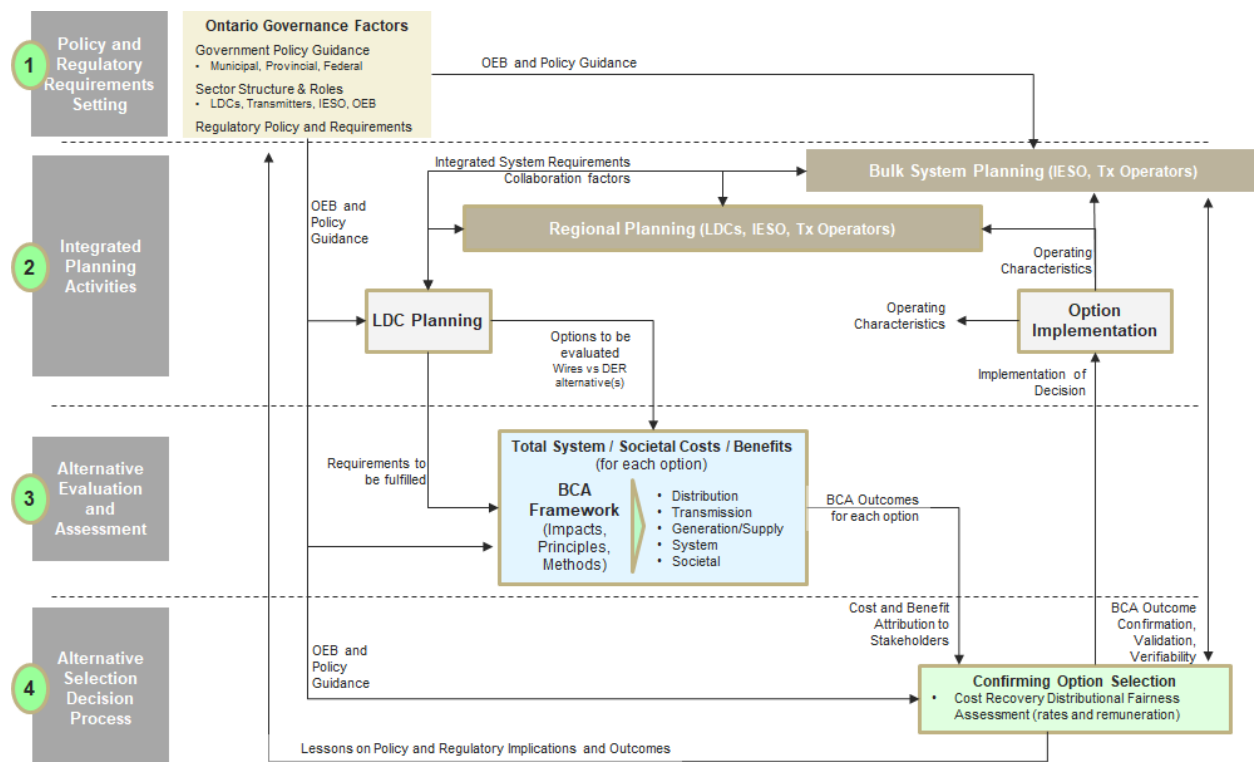 1
Policy and
Regulatory
Requirements
Setting
Ontario Governance Factors
Government Policy Guidance
• Municipal, Provincial, Federal
Sector Structure & Roles
• LDCs, Transmitters, IESO, OEB
Regulatory Policy and Requirements
OEB and Policy Guidance
2
Integrated
Planning
Activities
OEB and
Policy
Guidance
Integrated System Requirements
Collaboration factors
Bulk System Planning (IESO, Tx Operators)
Regional Planning (LDCs, IESO, Tx Operators)
Operating
Characteristics
LDC Planning
Operating
Characteristics
Option
Implementation
Options to be
evaluated
Wires vs DER
alternative(s)
Implementation of
Decision
3
Alternative
Evaluation
and
Assessment
Requirements to
be fulfilled
Total System / Societal Costs / Benefits
(for each option)
BCA
Framework
(Impacts,
Principles,
Methods)
• Distribution
• Transmission
• Generation/Supply
• System
• Societal
BCA Outcomes
for each option
4
Alternative
Selection
Decision
Process
OEB and
Policy
Guidance
Cost and Benefit
Attribution to
Stakeholders
BCA Outcome
Confirmation,
Validation,
Verifiability
Confirming Option Selection
• Cost Recovery Distributional Fairness
Assessment (rates and remuneration)
Lessons on Policy and Regulatory Implications and Outcomes